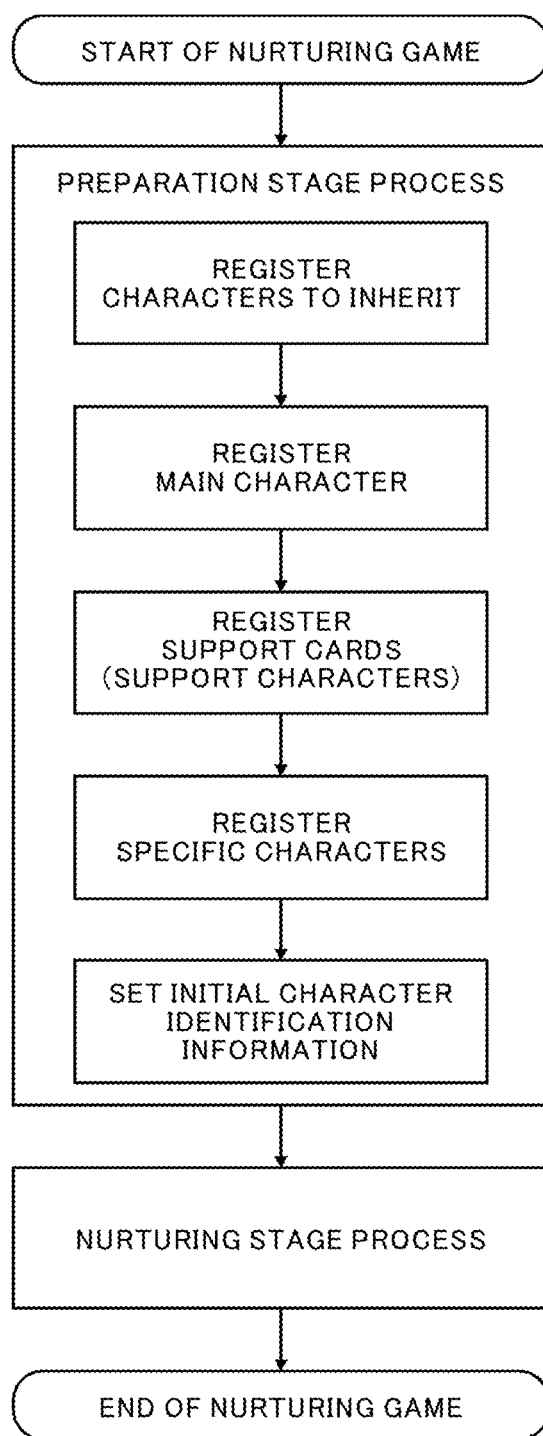 START OF NURTURING GAME
PREPARATION STAGE PROCESS
REGISTER
CHARACTERS TO INHERIT
REGISTER
MAIN CHARACTER
REGISTER
SUPPORT CARDS
(SUPPORT CHARACTERS)
REGISTER
SPECIFIC CHARACTERS
SET INITIAL CHARACTER
IDENTIFICATION
INFORMATION
NURTURING STAGE PROCESS
END OF NURTURING GAME